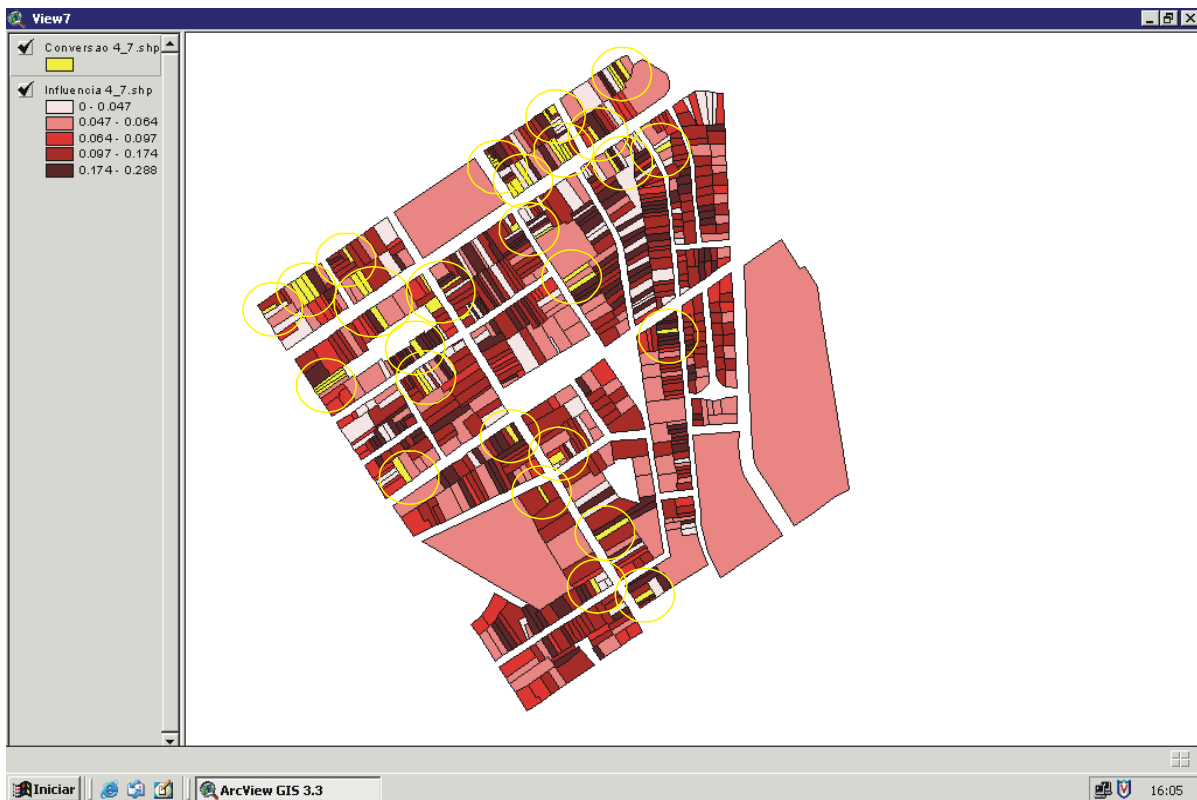 View7
Conversao 4_7.shp
Influencia 4_7.shp
0 - 0.047
0.047 - 0.064
0.064 - 0.097
0.097 - 0.174
0.174 - 0.288
Iniciar
ArcView GIS 3.3
16:05